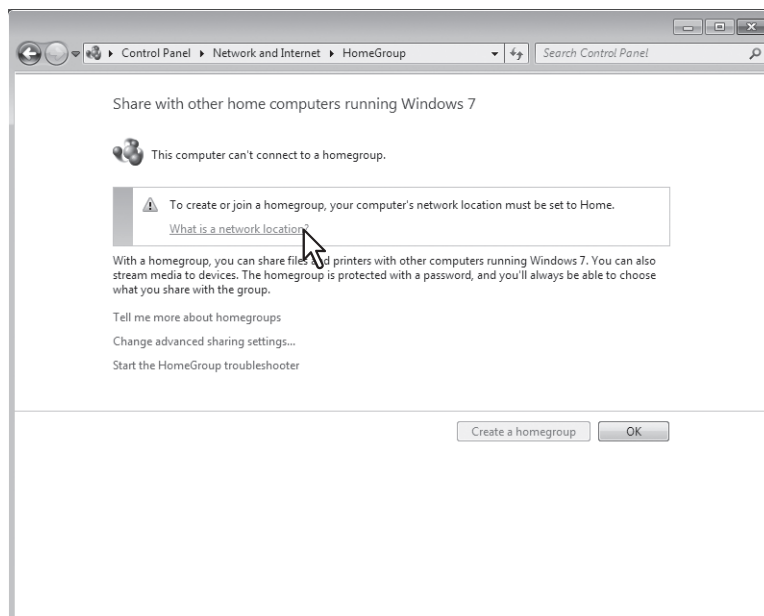 Control Panel Network and Internet HomeGroup Search Control Panel
Share with other home computers running Windows 7
This computer can't connect to a homegroup.
To create or join a homegroup, your computer's network location must be set to Home.
What is a network location?
With a homegroup, you can share files and printers with other computers running Windows 7. You can also
stream media to devices. The homegroup is protected with a password, and you'll always be able to choose
what you share with the group.
Tell me more about homegroups
Change advanced sharing settings...
Start the HomeGroup troubleshooter
Create a homegroup OK